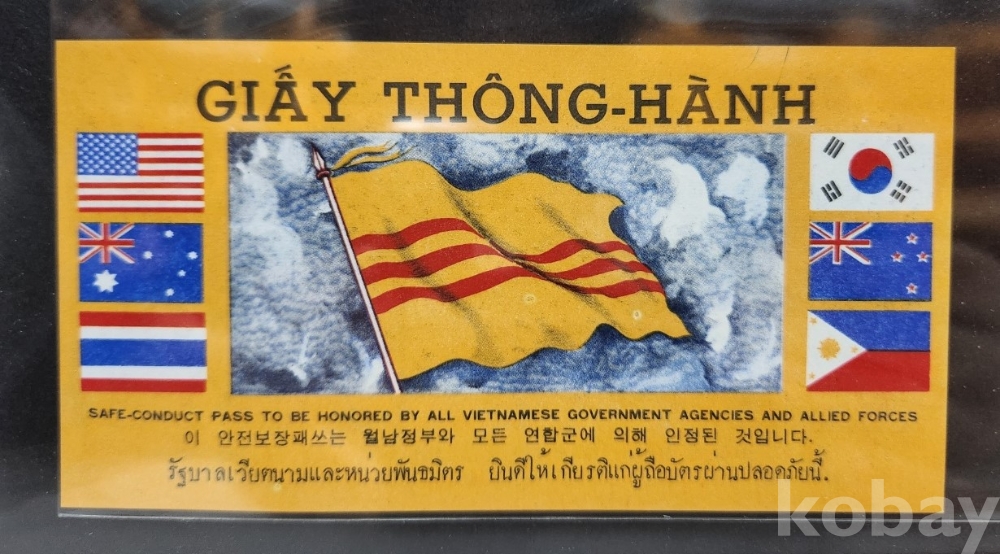 GIẤY THÔNG-HÀNH
SAFE-CONDUCT PASS TO BE HONORED BY ALL VIETNAMESE GOVERNMENT AGENCIES AND ALLIED FORCES
이 안전보장패쓰는 월남정부와 모든 연합군에 의해 인정된 것입니다.
รัฐบาลเวียตนามและหน่วยพันธมิตร ยินดีให้เกียรติแก่ผู้ถือบัตรผ่านปลอดภัยนี้.
kobay